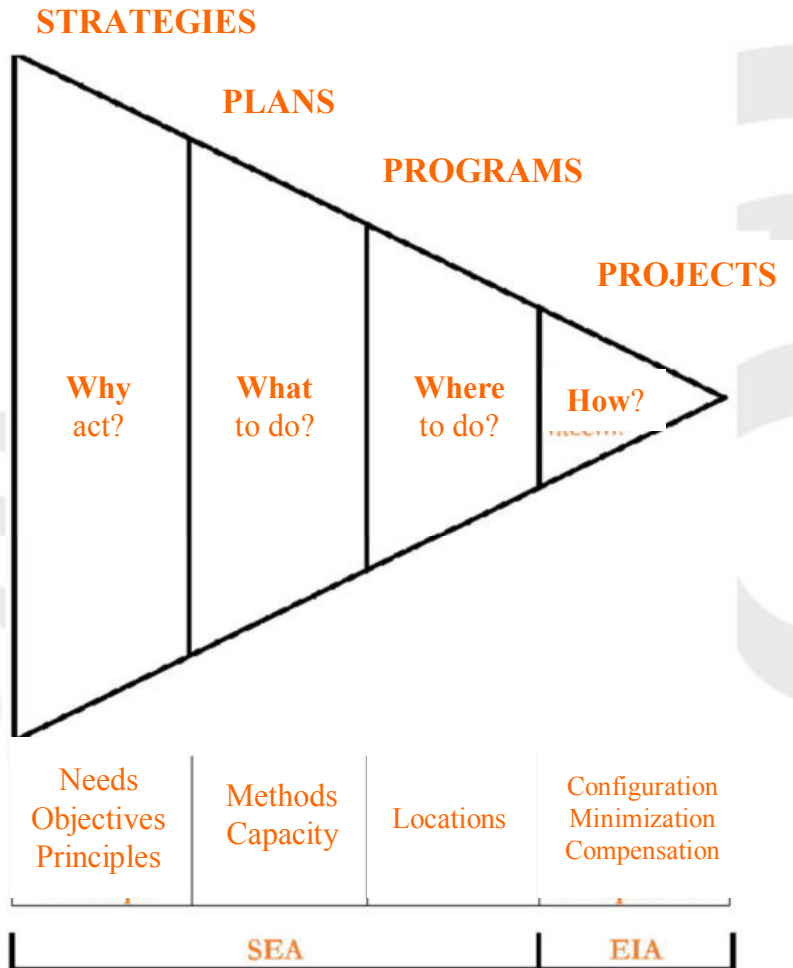 STRATEGIES
PLANS
PROGRAMS
PROJECTS
Why
act?
What
to do?
Where
to do?
How?
Needs
Objectives
Principles
Methods
Capacity
Locations
Configuration
Minimization
Compensation
SEA
EIA